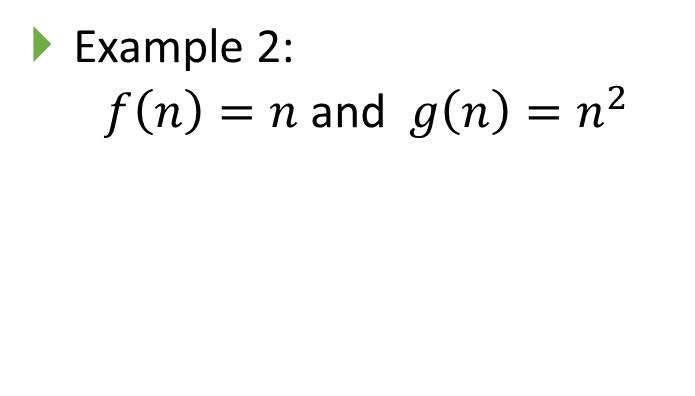 Example 2:
f(n) = n and g(n) = n²